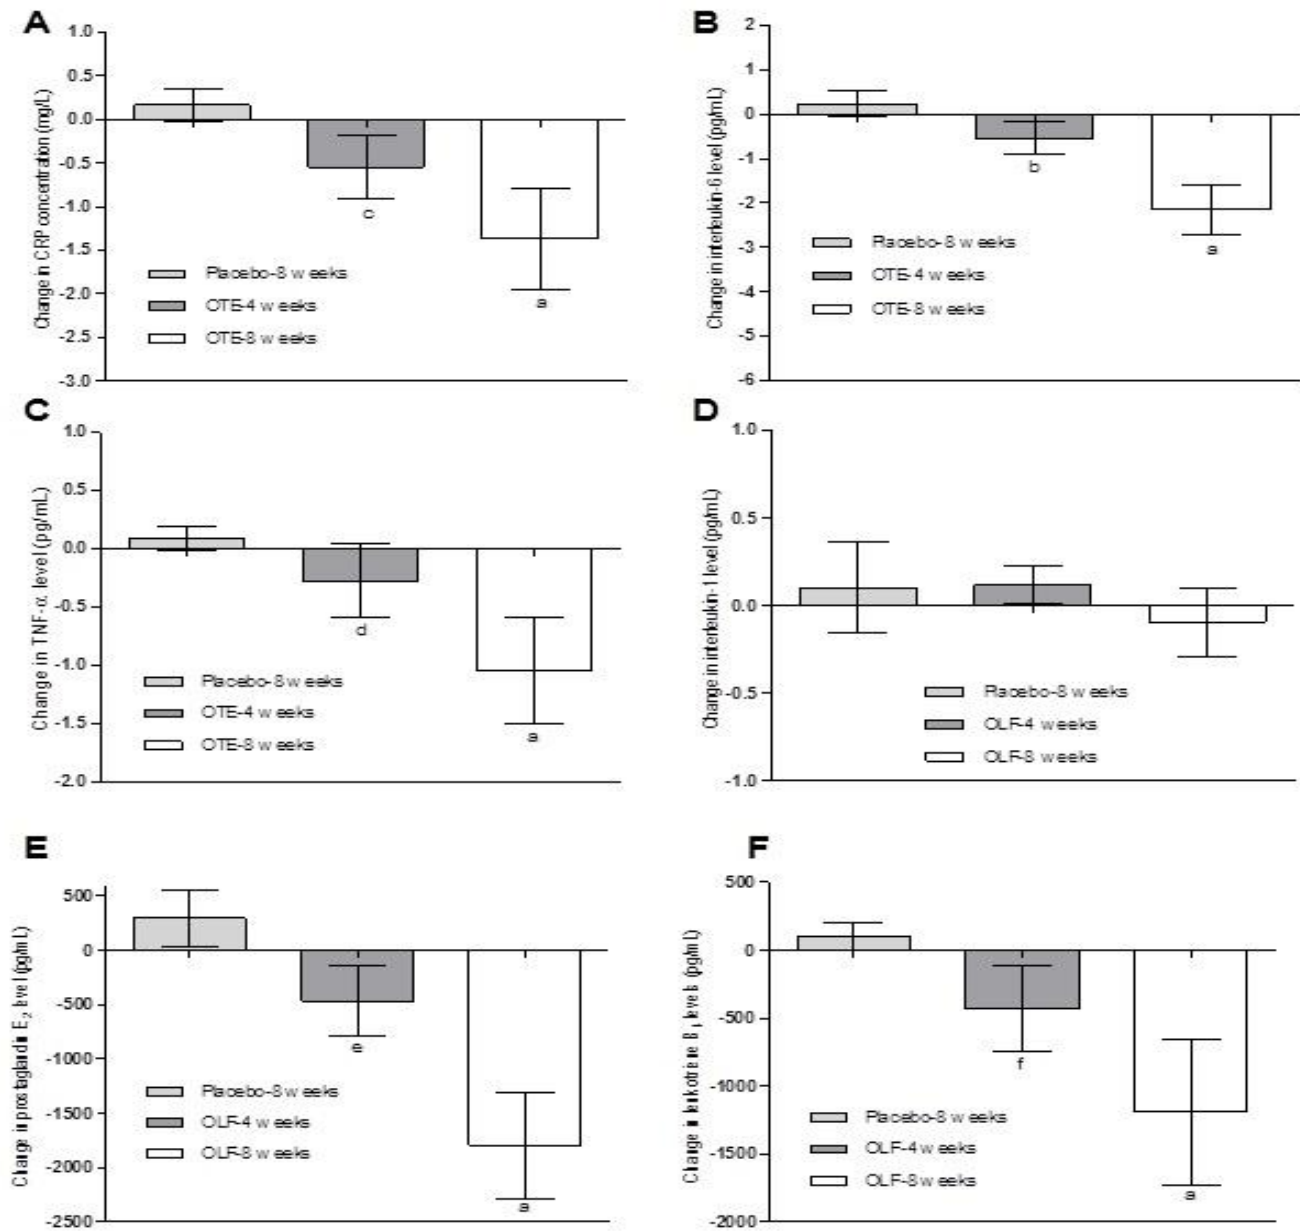 A
Change in CRP concentration (mg/L)
1.0
0.5
0.0
-0.5
-1.0
-1.5
-2.0
-2.5
-3.0
c
a
Placebo-8 weeks
OTE-4 weeks
OTE-8 weeks
B
Change in interleukin-6 level (pg/mL)
2
1
0
-1
-2
-3
-4
-5
-6
b
a
Placebo-8 weeks
OTE-4 weeks
OTE-8 weeks
C
Change in TNF-α level (pg/mL)
1.0
0.5
0.0
-0.5
-1.0
-1.5
-2.0
d
a
Placebo-8 weeks
OTE-4 weeks
OTE-8 weeks
D
Change in interleukin-1 level (pg/mL)
1.0
0.5
0.0
-0.5
-1.0
Placebo-8 weeks
OLF-4 weeks
OLF-8 weeks
E
Change in prostaglandin E2 level (pg/mL)
500
0
-500
-1000
-1500
-2000
-2500
e
a
Placebo-8 weeks
OLF-4 weeks
OLF-8 weeks
F
Change in leukotriene B levels (pg/mL)
500
0
-500
-1000
-1500
-2000
f
a
Placebo-8 weeks
OLF-4 weeks
OLF-8 weeks